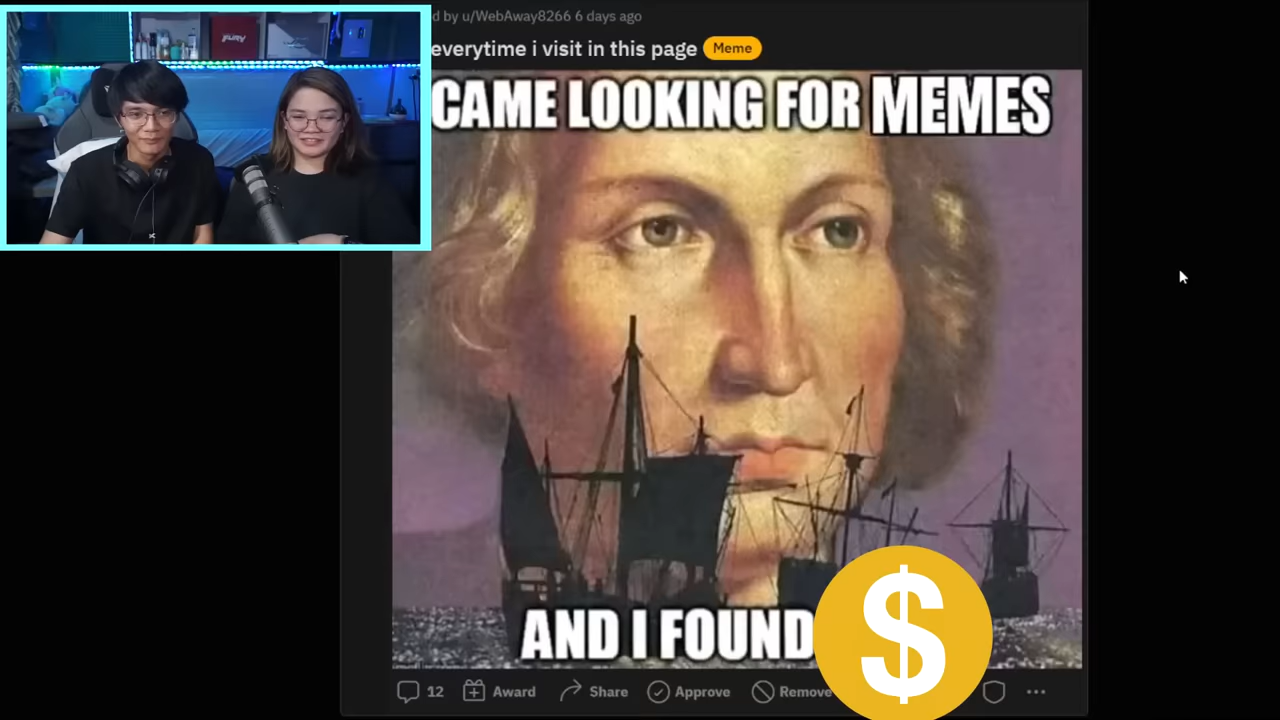 d by u/WebAway8266 6 days ago
everytime i visit in this page Meme
FURY
CAME LOOKING FOR MEMES
AND I FOUND
$
12 Award Share Approve Remove